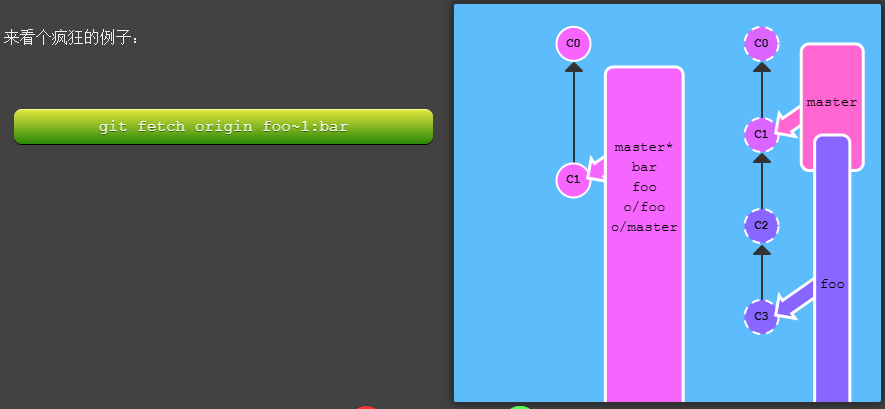 来看个疯狂的例子：
git fetch origin foo~1:bar
C0
C1
master*
bar
foo
o/foo
o/master
C0
C1
C2
C3
master
foo